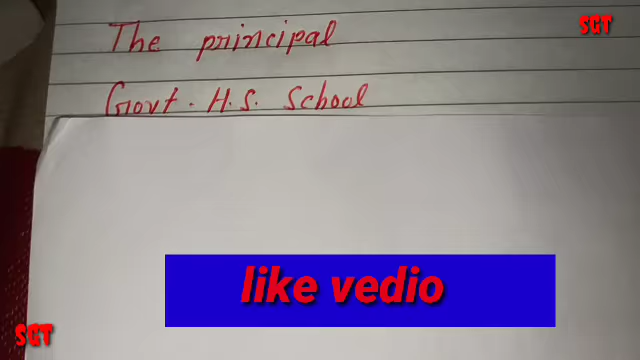 SGT
The principal
Govt. H.S. School
like vedio
SGT